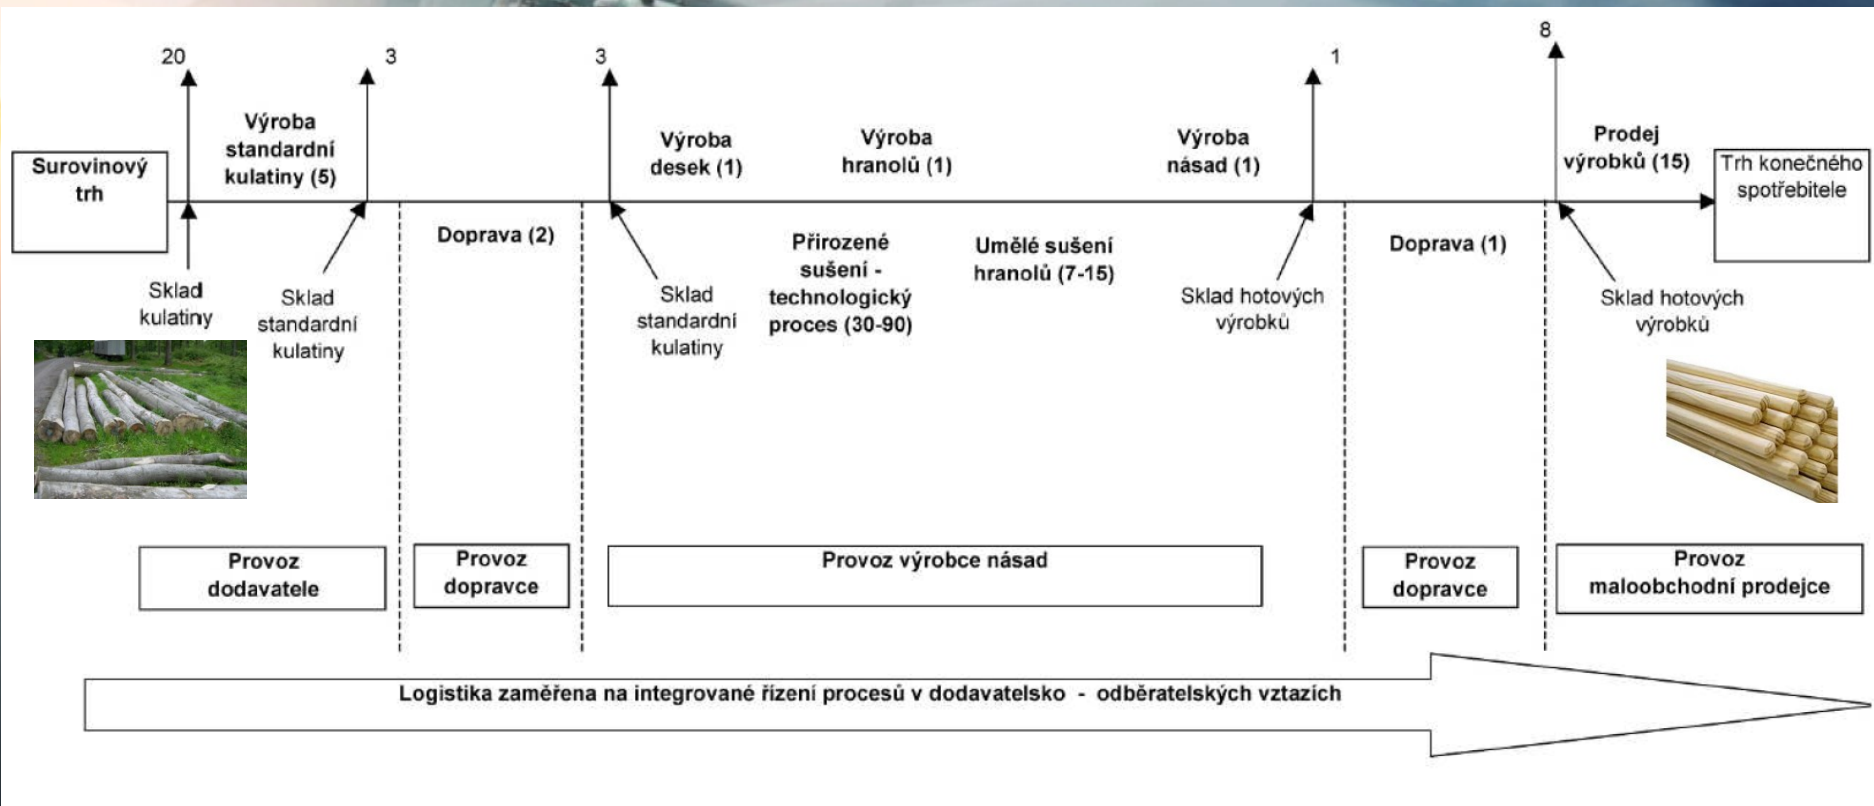 20
3
3
1
8
Výroba
standardní
kulatiny (5)
Výroba
desek (1)
Výroba
hranolů (1)
Výroba
násad (1)
Prodej
výrobků (15)
Surovinový
trh
Trh konečného
spotřebitele
Doprava (2)
Přirozené
sušení -
technologický
proces (30-90)
Umělé sušení
hranolů (7-15)
Doprava (1)
Sklad
kulatiny
Sklad
standardní
kulatiny
Sklad
standardní
kulatiny
Sklad hotových
výrobků
Sklad hotových
výrobků
Provoz
dodavatele
Provoz
dopravce
Provoz výrobce násad
Provoz
dopravce
Provoz
maloobchodní prodejce
Logistika zaměřena na integrované řízení procesů v dodavatelsko - odběratelských vztazích